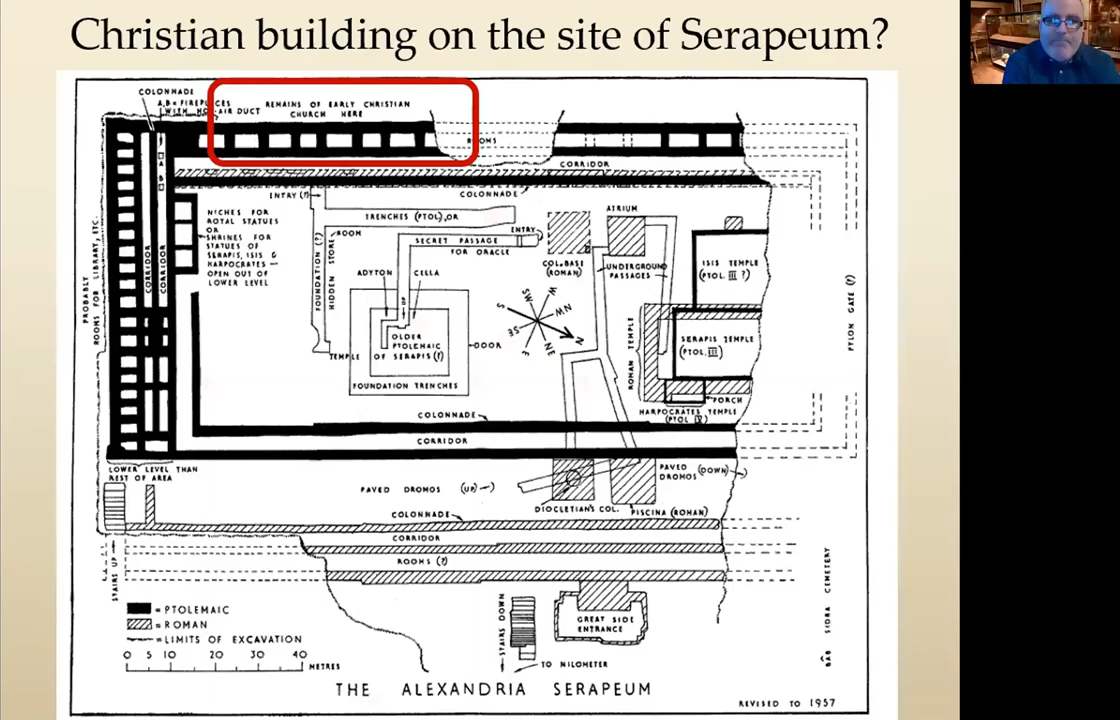 Christian building on the site of Serapeum?
COLONNADE
A,B = FIREPLACES
WITH HOT-AIR DUCT
REMAINS OF EARLY CHRISTIAN
CHURCH HERE
ROOMS
CORRIDOR
COLONNADE
ENTRY (?)
A
B
NICHES FOR
ROYAL STATUES
OR
SHRINES FOR
STATUES OF
SERAPIS, ISIS &
HARPOCRATES —
OPEN OUT OF
LOWER LEVEL
CORRIDOR
CORRIDOR
PROBABLY
ROOMS FOR LIBRARY, ETC.
TRENCHES (PTOL), OR
ROOM
HIDDEN STORE
FOUNDATION (?)
ENTRY
SECRET PASSAGE
FOR ORACLE
ADYTON
CELLA
UP
OLDER
PTOLEMAIC
TEMPLE
OF SERAPIS (?)
DOOR
FOUNDATION TRENCHES
COL. BASE
(ROMAN)
ATRIUM
UNDERGROUND
PASSAGES
S
SW
W
NW
N
NE
E
SE
ISIS TEMPLE
(PTOL. III ?)
SERAPIS TEMPLE
(PTOL. III)
ROMAN TEMPLE
PORCH
HARPOCRATES TEMPLE
(PTOL IV)
PYLON GATE (?)
COLONNADE
CORRIDOR
LOWER LEVEL THAN
REST OF AREA
PAVED DROMOS (UP)
DIOCLETIAN'S COL.
PISCINA (ROMAN)
PAVED (DOWN)
DROMOS
COLONNADE
CORRIDOR
ROOMS (?)
STAIRS UP
STAIRS DOWN
GREAT SIDE
ENTRANCE
TO NILOMETER
BAB SIDRA CEMETERY
= PTOLEMAIC
= ROMAN
= LIMITS OF EXCAVATION
0 5 10 20 30 40
METRES
THE ALEXANDRIA SERAPEUM
REVISED TO 1957